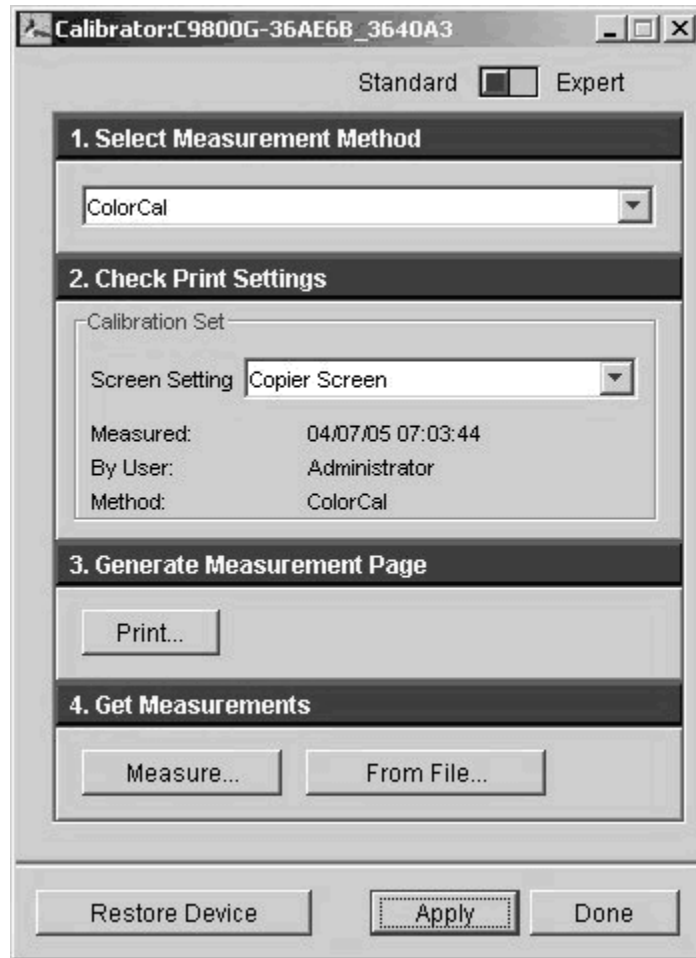 Calibrator:C9800G-36AE6B_3640A3
Standard Expert
1. Select Measurement Method
ColorCal
2. Check Print Settings
Calibration Set
Screen Setting Copier Screen
Measured: 04/07/05 07:03:44
By User: Administrator
Method: ColorCal
3. Generate Measurement Page
Print...
4. Get Measurements
Measure... From File...
Restore Device Apply Done